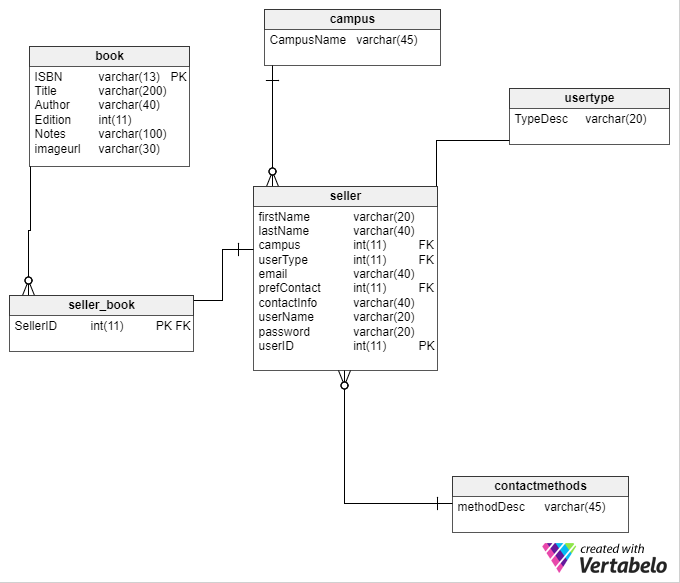 campus
CampusName varchar(45)
book
ISBN varchar(13) PK
Title varchar(200)
Author varchar(40)
Edition int(11)
Notes varchar(100)
imageurl varchar(30)
usertype
TypeDesc varchar(20)
seller
firstName varchar(20)
lastName varchar(40)
campus int(11) FK
userType int(11) FK
email varchar(40)
prefContact int(11) FK
contactInfo varchar(40)
userName varchar(20)
password varchar(20)
userID int(11) PK
seller_book
SellerID int(11) PK FK
contactmethods
methodDesc varchar(45)
created with
Vertabelo